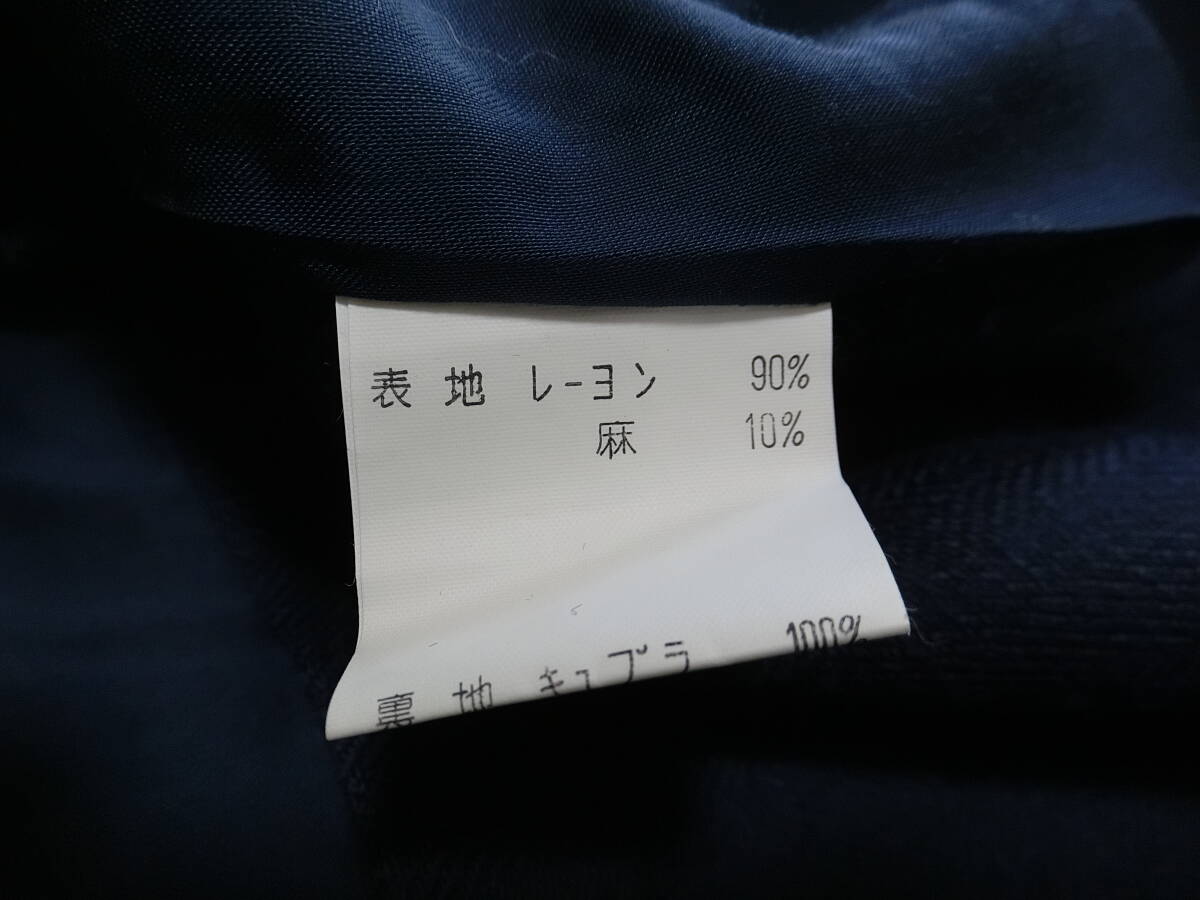 表地 レーヨン 90%
麻 10%
裏地 キュプラ 100%